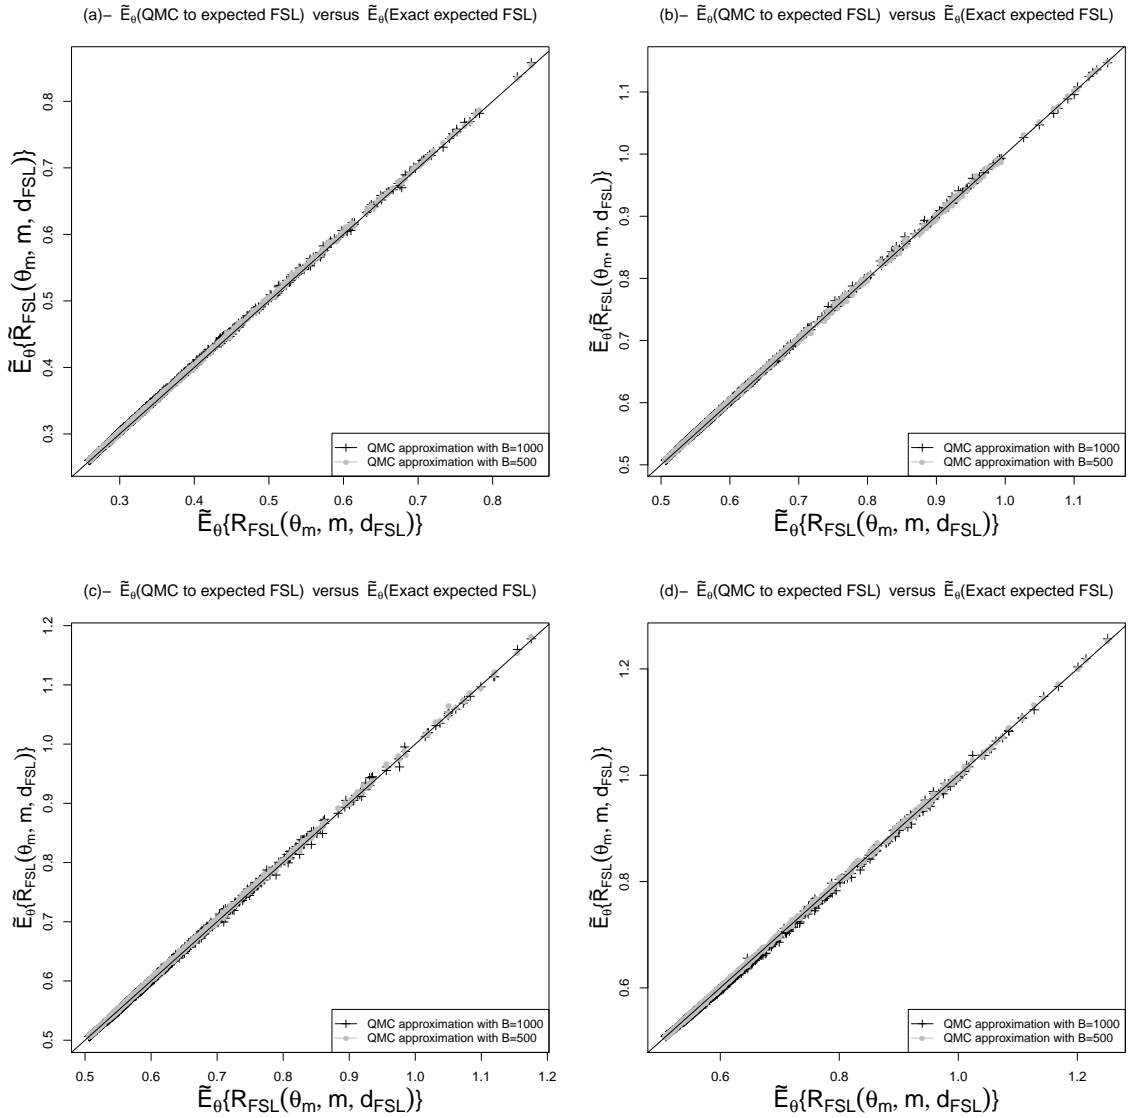 (a)− Ẽθ(QMC to expected FSL) versus Ẽθ(Exact expected FSL)
Ẽθ{R̃FSL(θm, m, dFSL)}
0.8
0.7
0.6
0.5
0.4
0.3
QMC approximation with B=1000
QMC approximation with B=500
0.3 0.4 0.5 0.6 0.7 0.8
Ẽθ{RFSL(θm, m, dFSL)}
(b)− Ẽθ(QMC to expected FSL) versus Ẽθ(Exact expected FSL)
Ẽθ{R̃FSL(θm, m, dFSL)}
1.1
1.0
0.9
0.8
0.7
0.6
0.5
QMC approximation with B=1000
QMC approximation with B=500
0.5 0.6 0.7 0.8 0.9 1.0 1.1
Ẽθ{RFSL(θm, m, dFSL)}
(c)− Ẽθ(QMC to expected FSL) versus Ẽθ(Exact expected FSL)
Ẽθ{R̃FSL(θm, m, dFSL)}
1.2
1.1
1.0
0.9
0.8
0.7
0.6
0.5
QMC approximation with B=1000
QMC approximation with B=500
0.5 0.6 0.7 0.8 0.9 1.0 1.1 1.2
Ẽθ{RFSL(θm, m, dFSL)}
(d)− Ẽθ(QMC to expected FSL) versus Ẽθ(Exact expected FSL)
Ẽθ{R̃FSL(θm, m, dFSL)}
1.2
1.0
0.8
0.6
QMC approximation with B=1000
QMC approximation with B=500
0.6 0.8 1.0 1.2
Ẽθ{RFSL(θm, m, dFSL)}